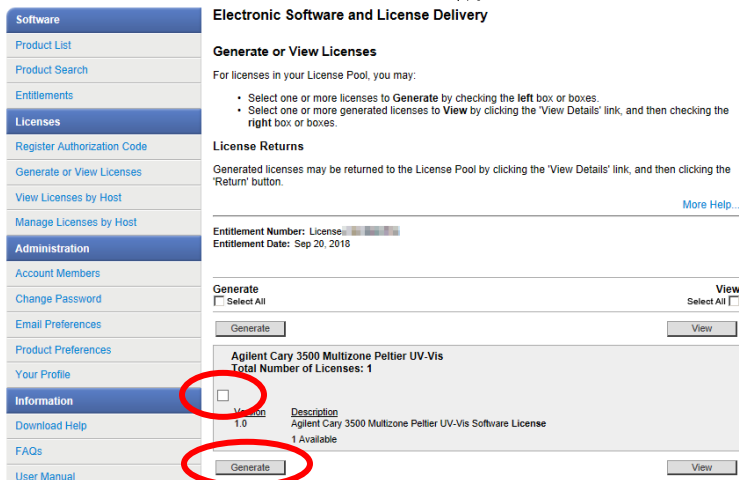 Software
Product List
Product Search
Entitlements
Licenses
Register Authorization Code
Generate or View Licenses
View Licenses by Host
Manage Licenses by Host
Administration
Account Members
Change Password
Email Preferences
Product Preferences
Your Profile
Information
Download Help
FAQs
User Manual
Electronic Software and License Delivery
Generate or View Licenses
For licenses in your License Pool, you may:
• Select one or more licenses to Generate by checking the left box or boxes.
• Select one or more generated licenses to View by clicking the 'View Details' link, and then checking the
right box or boxes.
License Returns
Generated licenses may be returned to the License Pool by clicking the 'View Details' link, and then clicking the
'Return' button.
More Help...
Entitlement Number: License
Entitlement Date: Sep 20, 2018
Generate View
Select All Select All
Generate View
Agilent Cary 3500 Multizone Peltier UV-Vis
Total Number of Licenses: 1
Version Description
1.0 Agilent Cary 3500 Multizone Peltier UV-Vis Software License
1 Available
Generate View